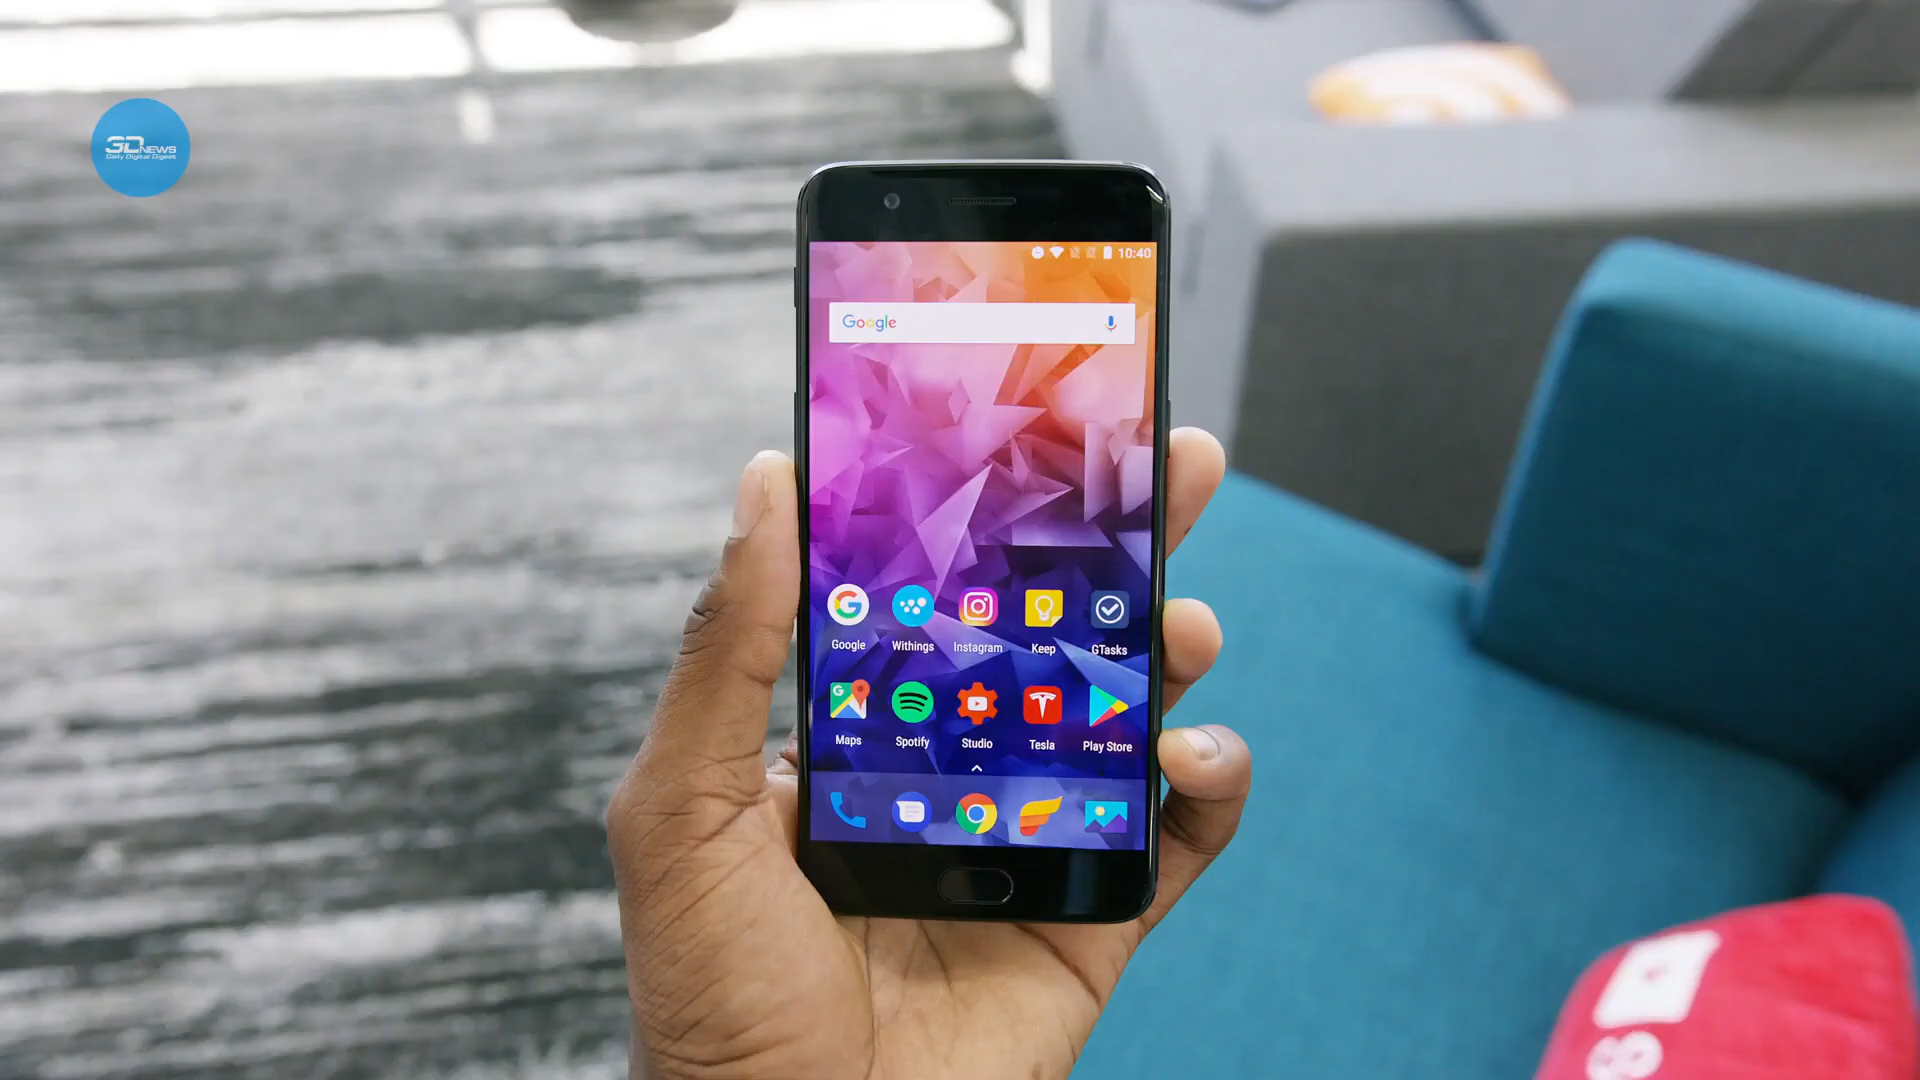 3DNEWS
Daily Digital Digest
10:40
Google
Google
Withings
Instagram
Keep
GTasks
Maps
Spotify
Studio
Tesla
Play Store